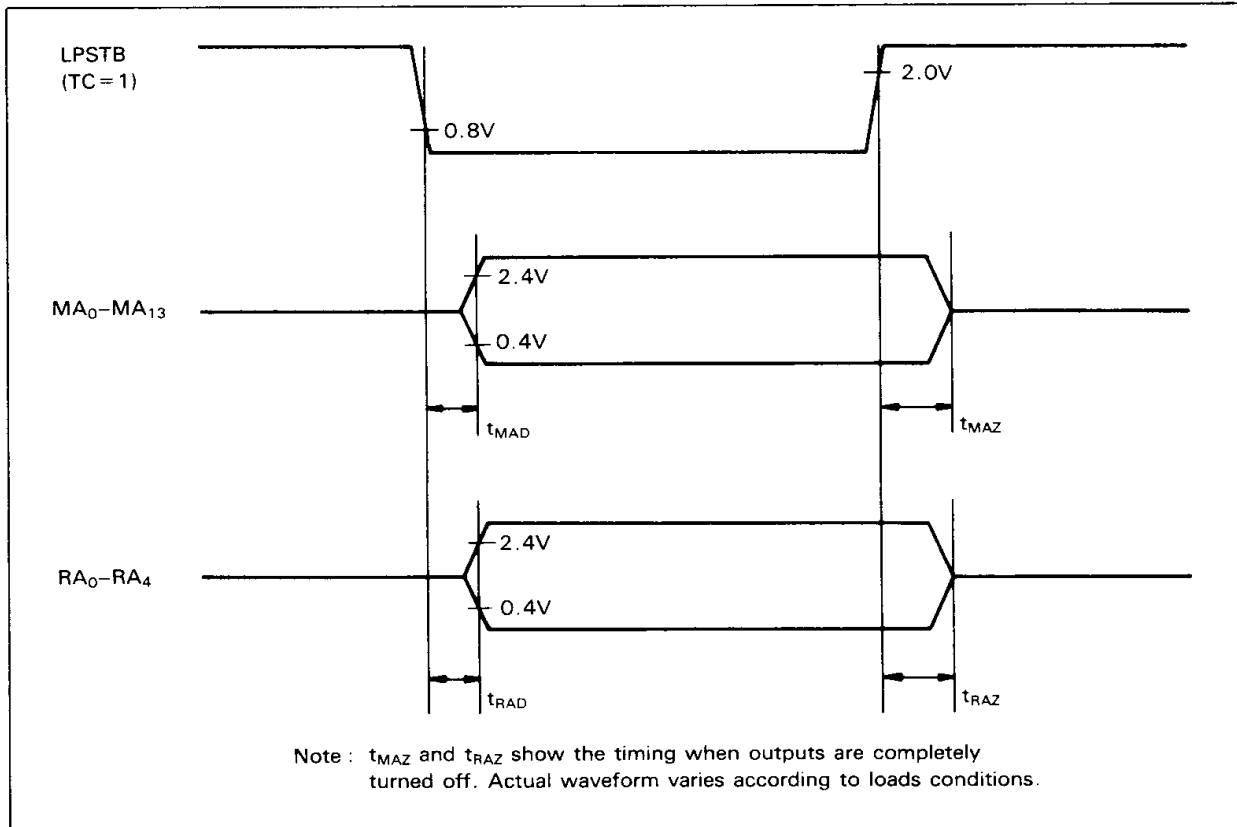 LPSTB
(TC=1)
2.0V
0.8V
2.4V
MA₀–MA₁₃
0.4V
tMAD
tMAZ
2.4V
RA₀–RA₄
0.4V
tRAD
tRAZ
Note : tMAZ and tRAZ show the timing when outputs are completely
turned off. Actual waveform varies according to loads conditions.